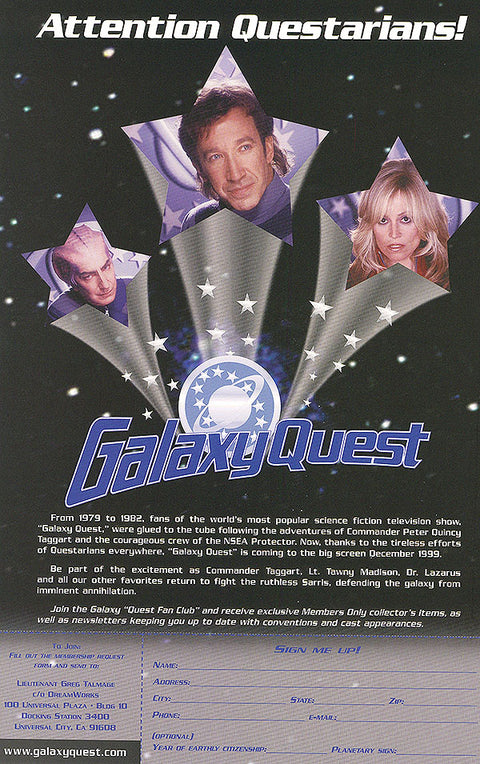 Attention Questarians!
GalaxyQuest
From 1979 to 1982, fans of the world's most popular science fiction television show,
"Galaxy Quest," were glued to the tube following the adventures of Commander Peter Quincy
Taggart and the courageous crew of the NSEA Protector. Now, thanks to the tireless efforts
of Questarians everywhere, "Galaxy Quest" is coming to the big screen December 1999.
Be part of the excitement as Commander Taggart, Lt. Tawny Madison, Dr. Lazarus
and all our other favorites return to fight the ruthless Sarris, defending the galaxy from
imminent annihilation.
Join the Galaxy "Quest Fan Club" and receive exclusive Members Only collector's items, as
well as newsletters keeping you up to date with conventions and cast appearances.
To Join:
Fill out the membership request
form and send to:
Lieutenant Greg Talmage
c/o DreamWorks
100 Universal Plaza • Bldg 10
Docking Station 3400
Universal City, Ca 91608
www.galaxyquest.com
Sign me up!
Name:
Address:
City: State: Zip:
Phone: E-mail:
(optional)
Year of earthly citizenship: Planetary sign: